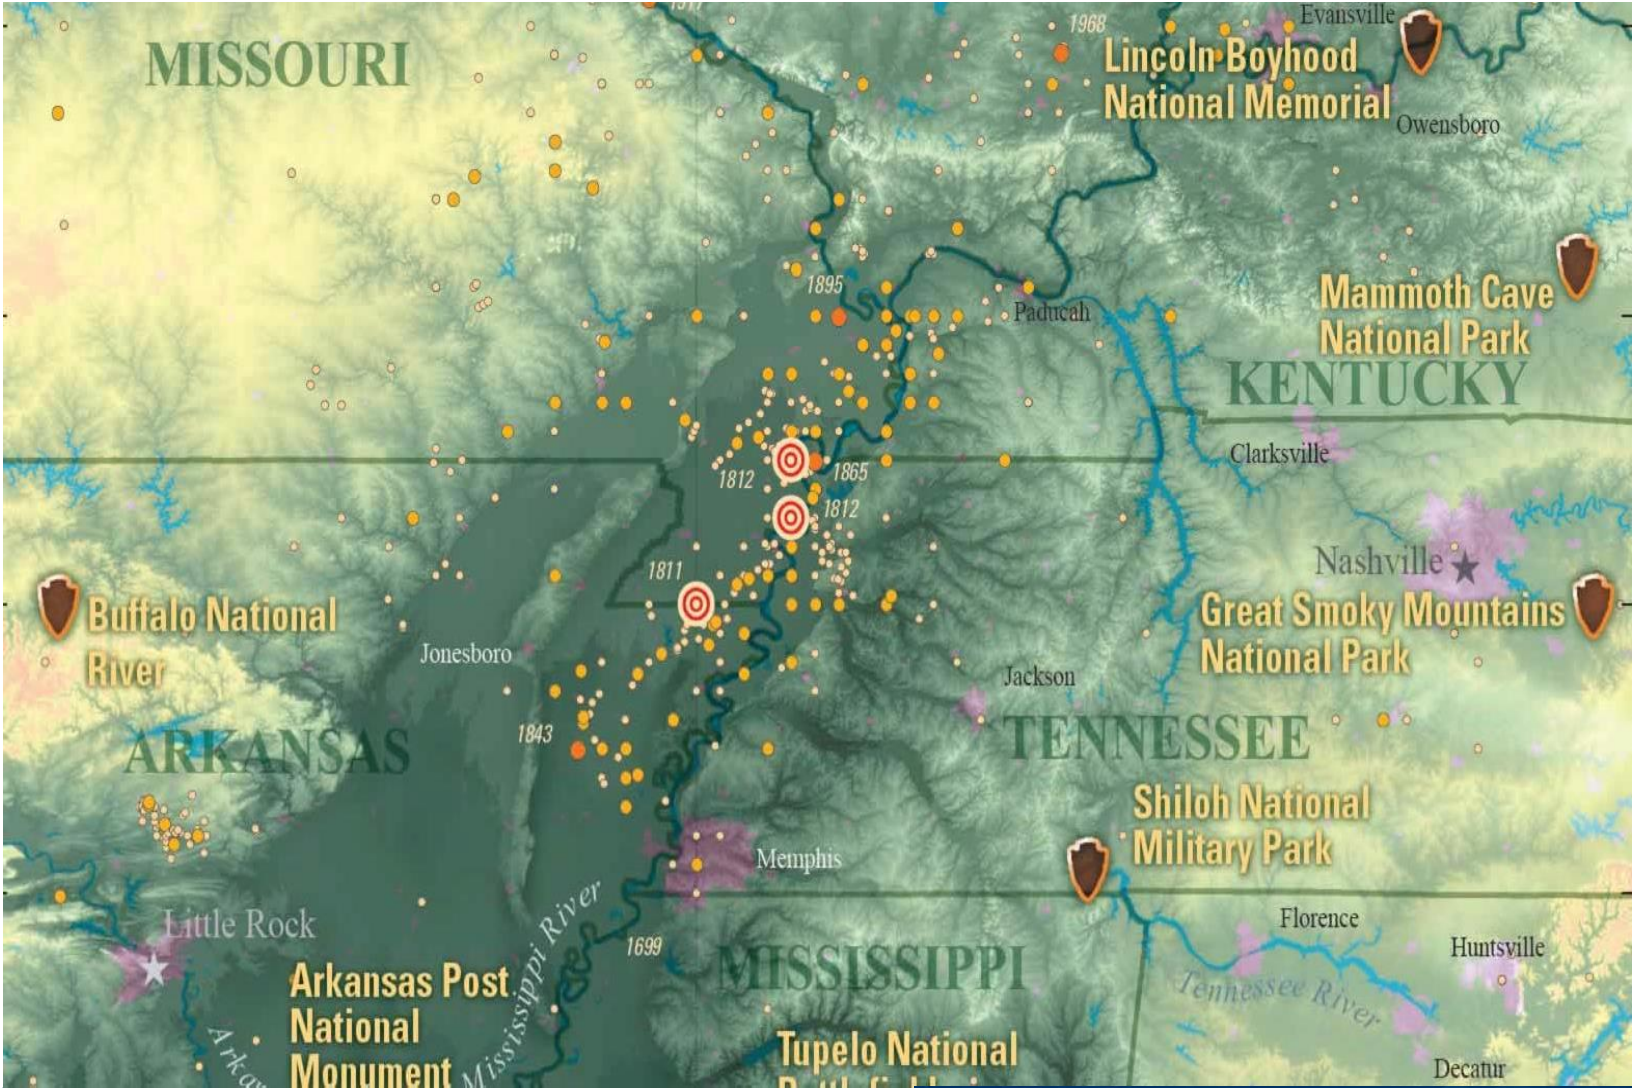 1917
1968
Evansville
MISSOURI
Lincoln Boyhood
National Memorial
Owensboro
1895
Paducah
Mammoth Cave
National Park
KENTUCKY
Clarksville
1812
1865
1812
1811
Nashville
Buffalo National
River
Great Smoky Mountains
National Park
Jonesboro
Jackson
1843
ARKANSAS
TENNESSEE
Shiloh National
Military Park
Memphis
Little Rock
Mississippi River
1699
Florence
Huntsville
MISSISSIPPI
Tennessee River
Arkansas Post
National
Monument
Tupelo National
Decatur